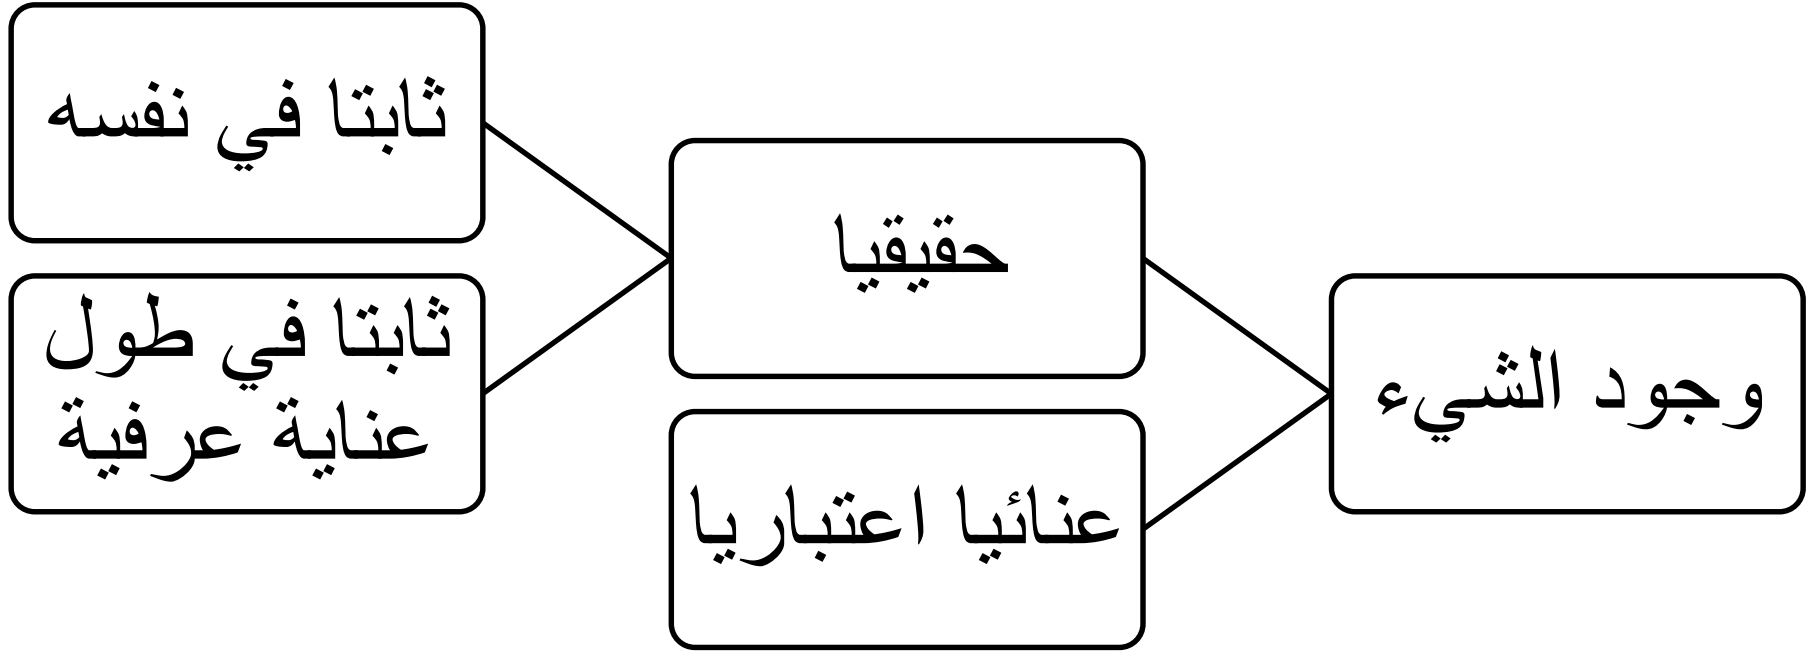 وجود الشيء
حقيقيا
ثابتا في نفسه
ثابتا في طول
عناية عرفية
عنائيا اعتباريا